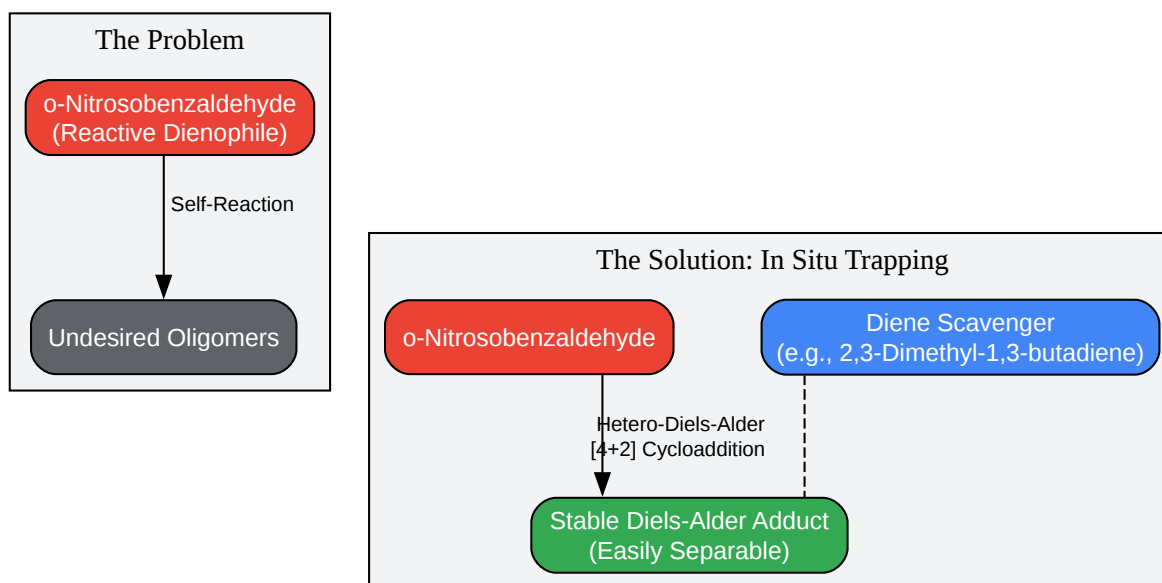 The Problem
o-Nitrosobenzaldehyde
(Reactive Dienophile)
Self-Reaction
Undesired Oligomers
The Solution: In Situ Trapping
o-Nitrosobenzaldehyde
Diene Scavenger
(e.g., 2,3-Dimethyl-1,3-butadiene)
Hetero-Diels-Alder
[4+2] Cycloaddition
Stable Diels-Alder Adduct
(Easily Separable)